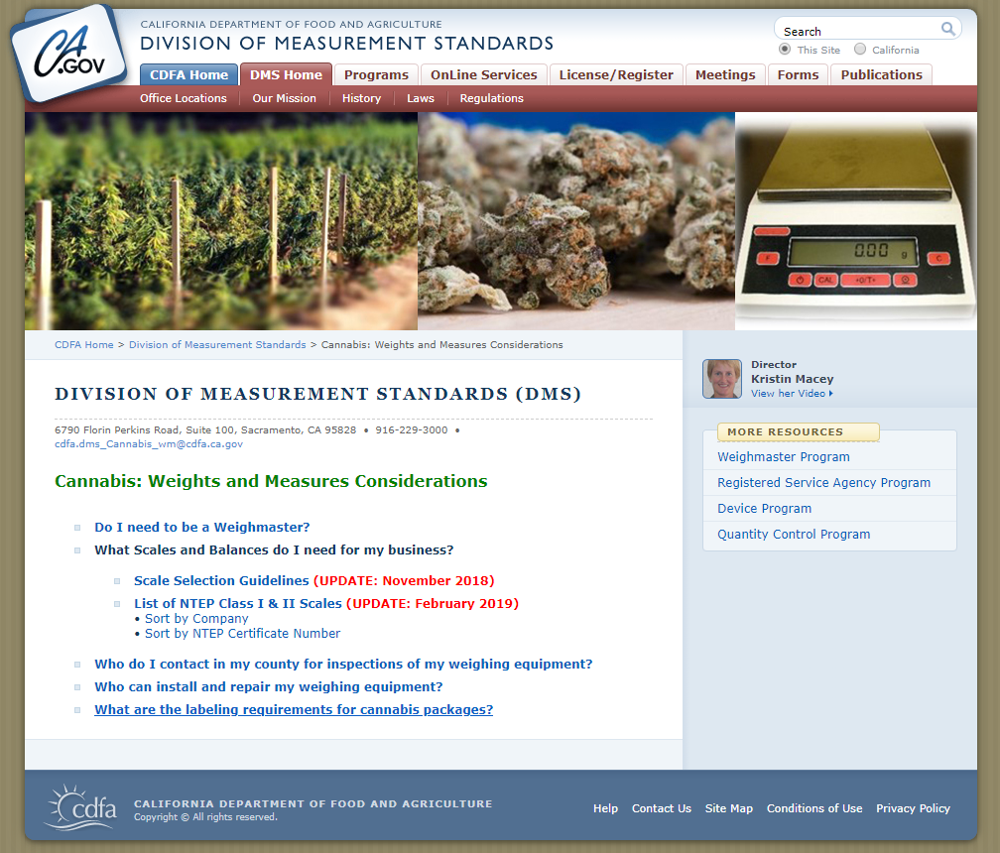 CA
.GOV
CALIFORNIA DEPARTMENT OF FOOD AND AGRICULTURE
DIVISION OF MEASUREMENT STANDARDS
Search
This Site California
CDFA Home DMS Home Programs OnLine Services License/Register Meetings Forms Publications
Office Locations Our Mission History Laws Regulations
0.00 g
F C
CAL +0/T+
CDFA Home > Division of Measurement Standards > Cannabis: Weights and Measures Considerations
Director
Kristin Macey
View her Video
DIVISION OF MEASUREMENT STANDARDS (DMS)
6790 Florin Perkins Road, Suite 100, Sacramento, CA 95828 • 916-229-3000 •
cdfa.dms_Cannabis_wm@cdfa.ca.gov
Cannabis: Weights and Measures Considerations
Do I need to be a Weighmaster?
What Scales and Balances do I need for my business?
Scale Selection Guidelines (UPDATE: November 2018)
List of NTEP Class I & II Scales (UPDATE: February 2019)
• Sort by Company
• Sort by NTEP Certificate Number
Who do I contact in my county for inspections of my weighing equipment?
Who can install and repair my weighing equipment?
What are the labeling requirements for cannabis packages?
MORE RESOURCES
Weighmaster Program
Registered Service Agency Program
Device Program
Quantity Control Program
cdfa
CALIFORNIA DEPARTMENT OF FOOD AND AGRICULTURE
Copyright © All rights reserved.
Help Contact Us Site Map Conditions of Use Privacy Policy